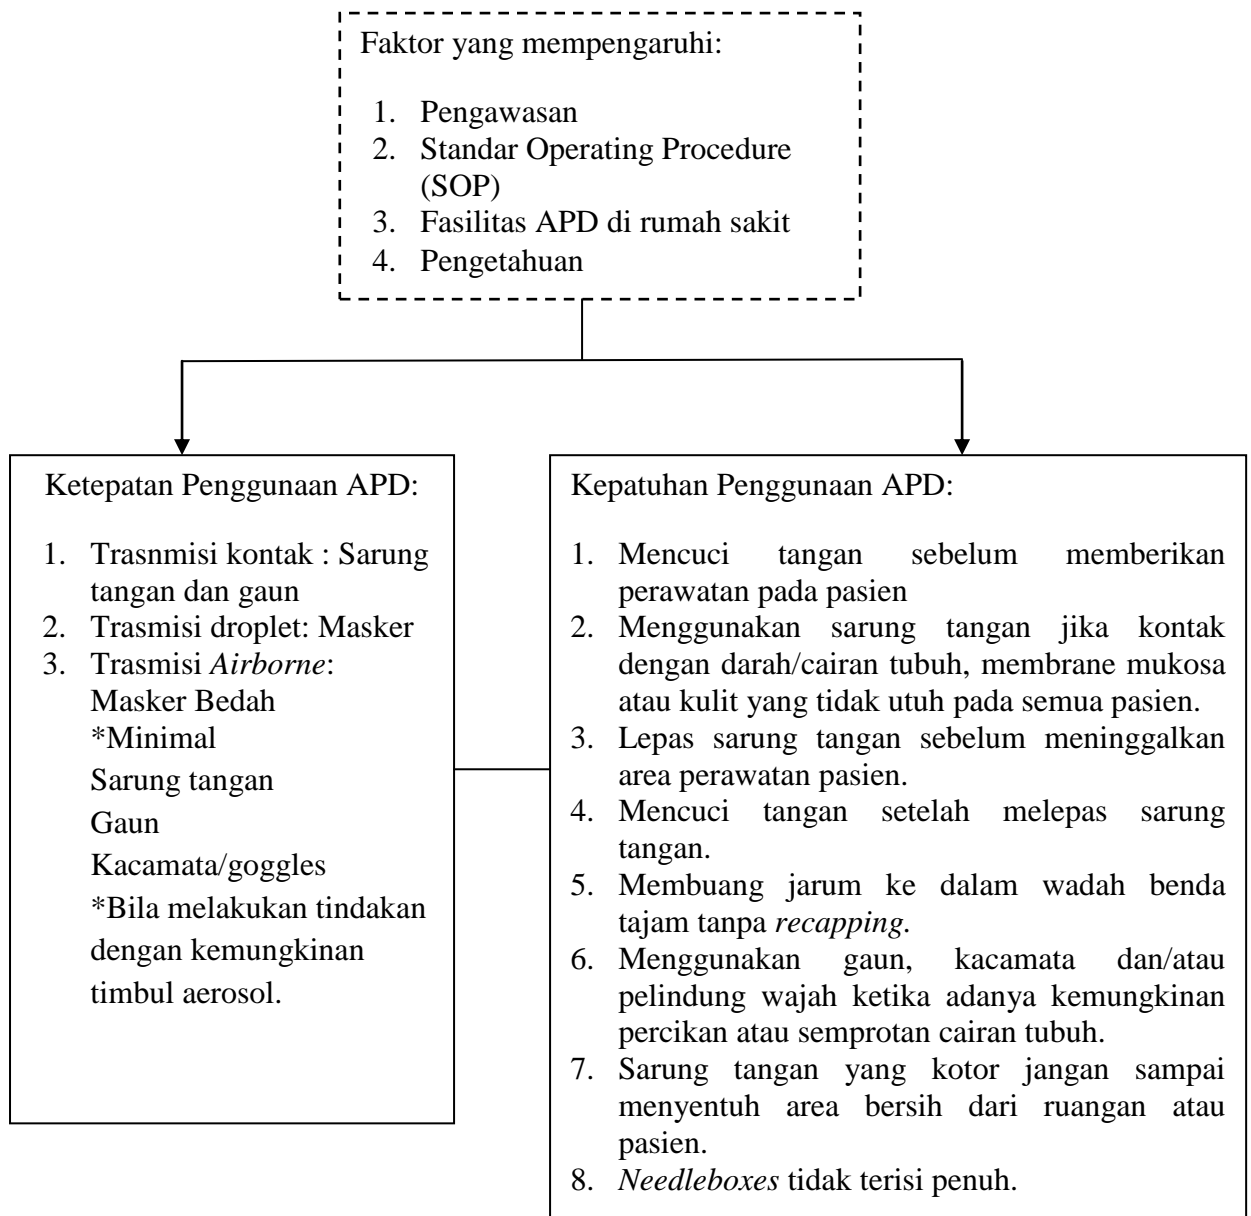 Faktor yang mempengaruhi:
1. Pengawasan
2. Standar Operating Procedure
(SOP)
3. Fasilitas APD di rumah sakit
4. Pengetahuan
Ketepatan Penggunaan APD:
1. Trasnmisi kontak : Sarung
tangan dan gaun
2. Trasmisi droplet: Masker
3. Trasmisi Airborne:
Masker Bedah
*Minimal
Sarung tangan
Gaun
Kacamata/goggles
*Bila melakukan tindakan
dengan kemungkinan
timbul aerosol.
Kepatuhan Penggunaan APD:
1. Mencuci tangan sebelum memberikan
perawatan pada pasien
2. Menggunakan sarung tangan jika kontak
dengan darah/cairan tubuh, membrane mukosa
atau kulit yang tidak utuh pada semua pasien.
3. Lepas sarung tangan sebelum meninggalkan
area perawatan pasien.
4. Mencuci tangan setelah melepas sarung
tangan.
5. Membuang jarum ke dalam wadah benda
tajam tanpa recapping.
6. Menggunakan gaun, kacamata dan/atau
pelindung wajah ketika adanya kemungkinan
percikan atau semprotan cairan tubuh.
7. Sarung tangan yang kotor jangan sampai
menyentuh area bersih dari ruangan atau
pasien.
8. Needleboxes tidak terisi penuh.